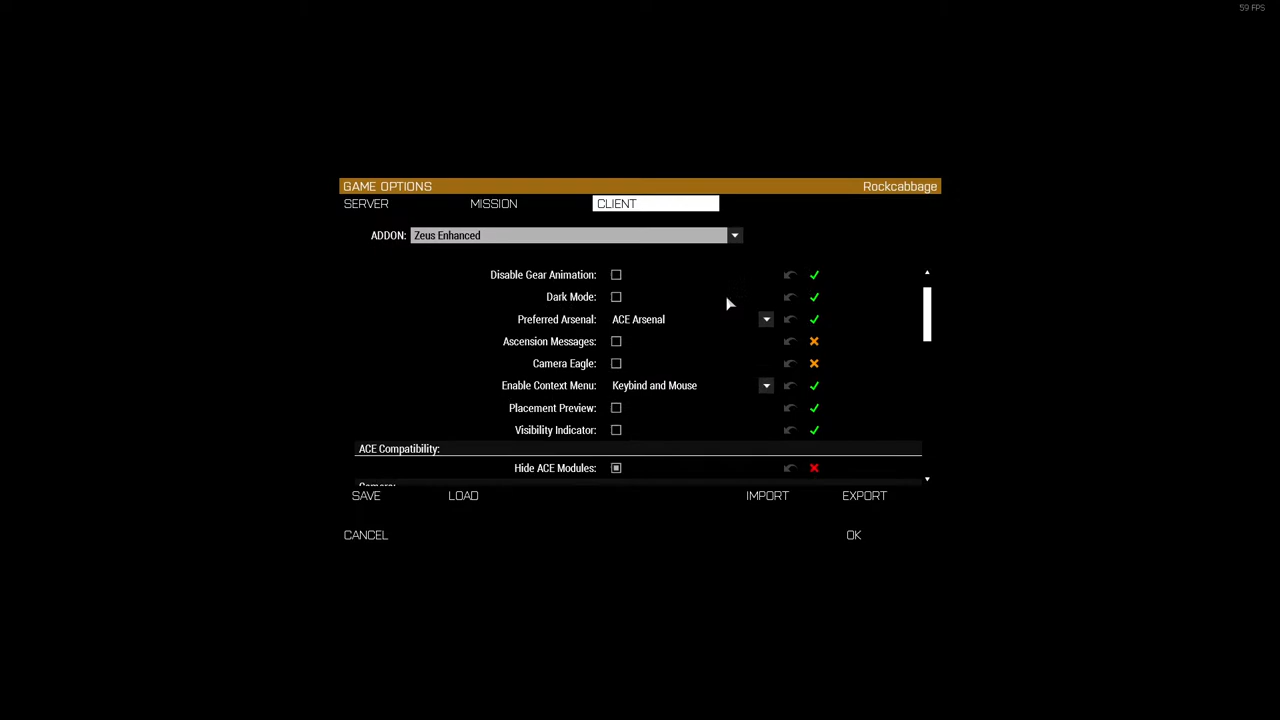 59 FPS
GAME OPTIONS Rockcabbage
SERVER MISSION CLIENT
ADDON: Zeus Enhanced
Disable Gear Animation:
Dark Mode:
Preferred Arsenal: ACE Arsenal
Ascension Messages:
Camera Eagle:
Enable Context Menu: Keybind and Mouse
Placement Preview:
Visibility Indicator:
ACE Compatibility:
Hide ACE Modules:
Camera:
SAVE LOAD IMPORT EXPORT
CANCEL OK